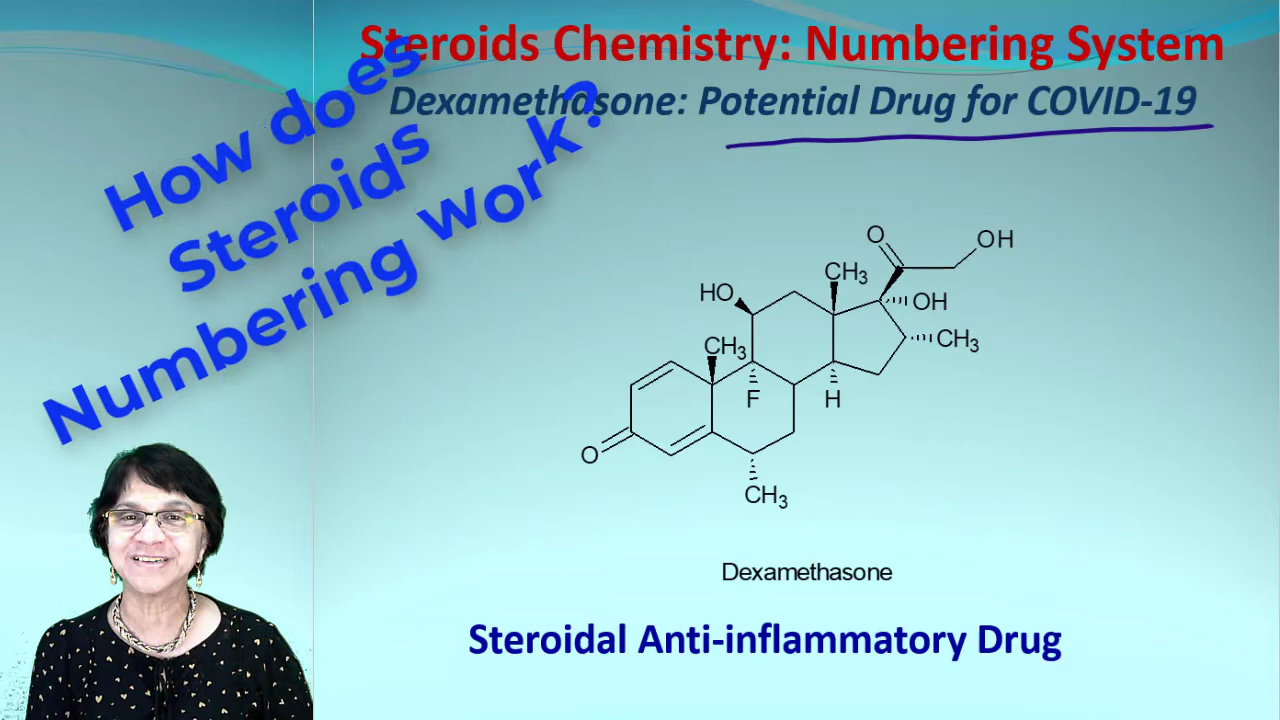 Steroids Chemistry: Numbering System
Dexamethasone: Potential Drug for COVID-19
How does
Steroids
Numbering work?
O
OH
CH3
HO
OH
CH3
CH3
F
H
O
CH3
Dexamethasone
Steroidal Anti-inflammatory Drug